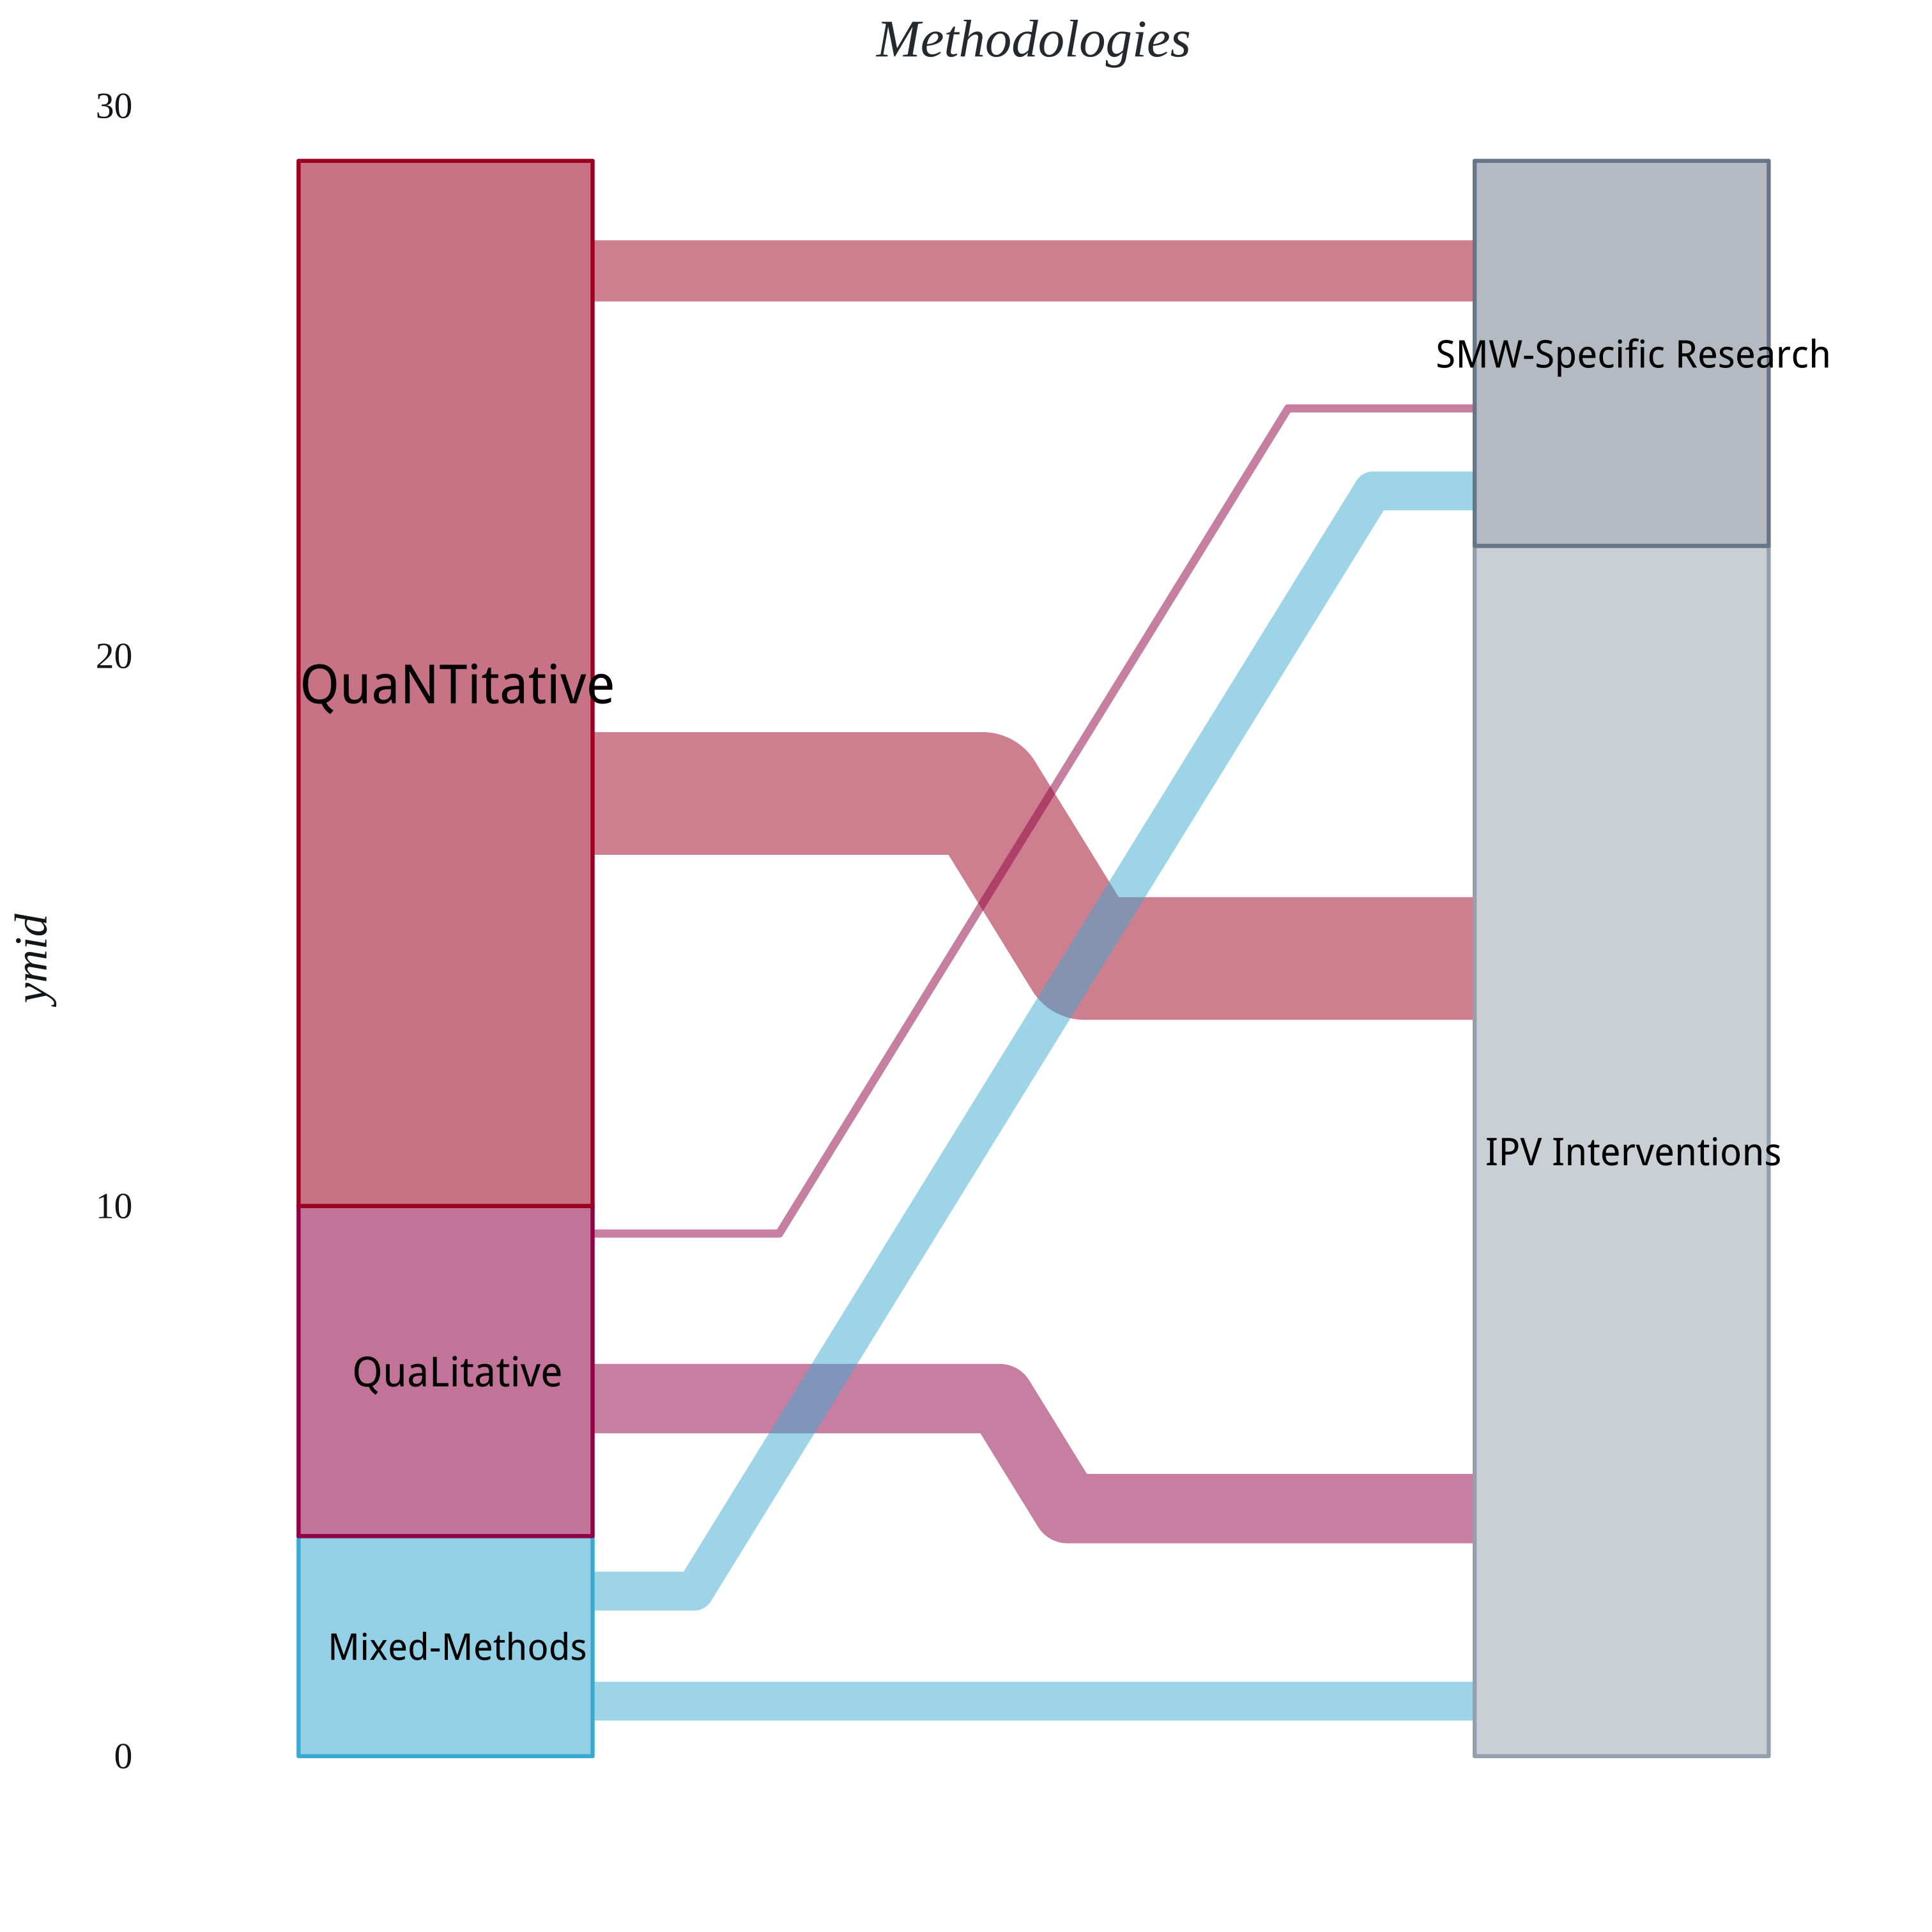 Methodologies
30
SMW-Specific Research
20
QuaNTitative
ymid
IPV Interventions
10
QuaLitative
Mixed-Methods
0